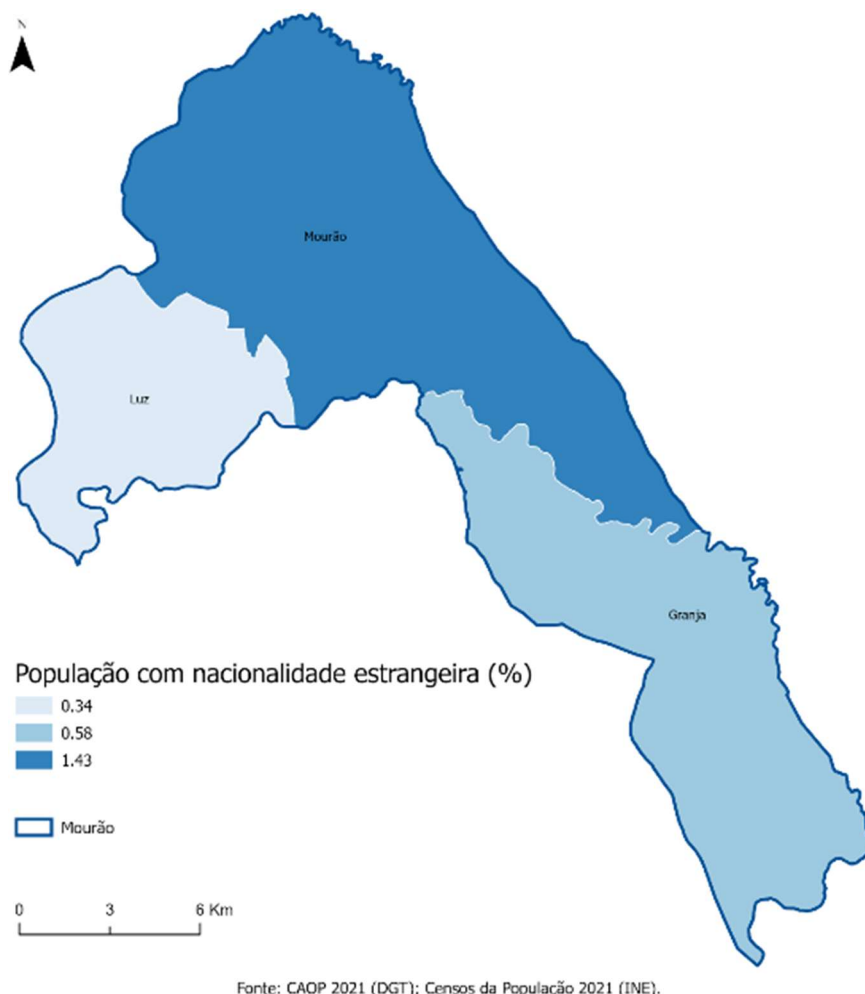 N
Mourão
Luz
Granja
População com nacionalidade estrangeira (%)
0.34
0.58
1.43
Mourão
0 3 6 Km
Fonte: CAOP 2021 (DGT); Censos da População 2021 (INE).